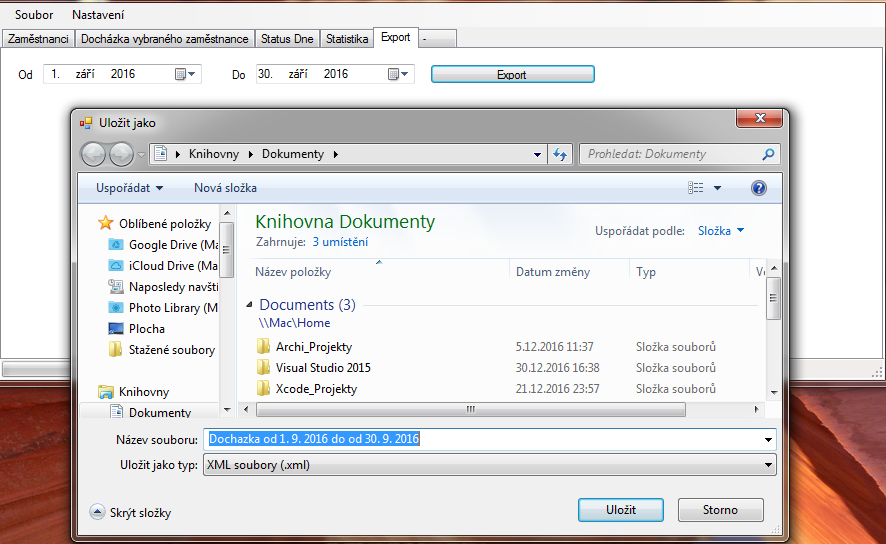 Soubor Nastavení
Zaměstnanci Docházka vybraného zaměstnance Status Dne Statistika Export -
Od 1. září 2016 Do 30. září 2016 Export
Uložit jako
Knihovny Dokumenty Prohledat: Dokumenty
Uspořádat Nová složka
Oblíbené položky
Google Drive (Ma
iCloud Drive (Ma
Naposledy navští
Photo Library (M
Plocha
Stažené soubory
Knihovny
Dokumenty
Knihovna Dokumenty
Zahrnuje: 3 umístění
Uspořádat podle: Složka
Název položky Datum změny Typ Ve
Documents (3)
\\Mac\Home
Archi_Projekty 5.12.2016 11:37 Složka souborů
Visual Studio 2015 30.12.2016 16:38 Složka souborů
Xcode_Projekty 21.12.2016 23:57 Složka souborů
Název souboru: Dochazka od 1. 9. 2016 do od 30. 9. 2016
Uložit jako typ: XML soubory (.xml)
Skrýt složky Uložit Storno